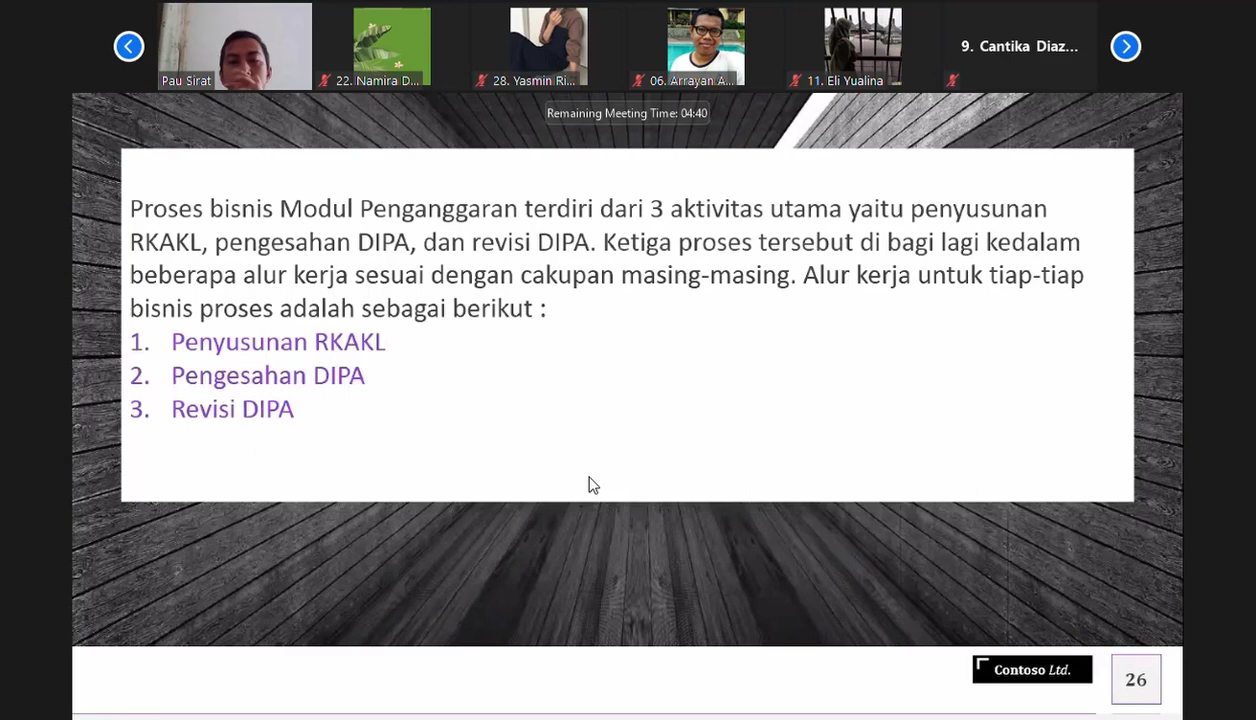 Pau Sirat
22. Namira D...
28. Yasmin Ri...
06. Arrayan A...
11. Eli Yualina
9. Cantika Diaz...
Remaining Meeting Time: 04:40
Proses bisnis Modul Penganggaran terdiri dari 3 aktivitas utama yaitu penyusunan
RKAKL, pengesahan DIPA, dan revisi DIPA. Ketiga proses tersebut di bagi lagi kedalam
beberapa alur kerja sesuai dengan cakupan masing-masing. Alur kerja untuk tiap-tiap
bisnis proses adalah sebagai berikut :
1. Penyusunan RKAKL
2. Pengesahan DIPA
3. Revisi DIPA
Contoso Ltd.
26